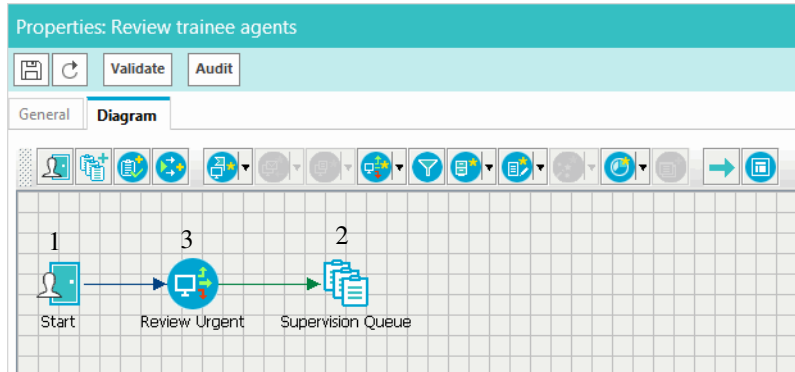 Properties: Review trainee agents
Validate Audit
General Diagram
1 3 2
Start Review Urgent Supervision Queue